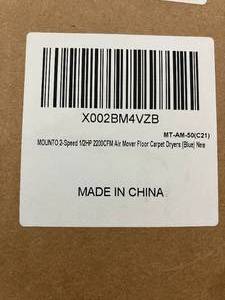 X002BM4VZB
MT-AM-50(C21)
MOUNTO 2-Speed 1/2HP 2200CFM Air Mover Floor Carpet Dryers (Blue) New
MADE IN CHINA